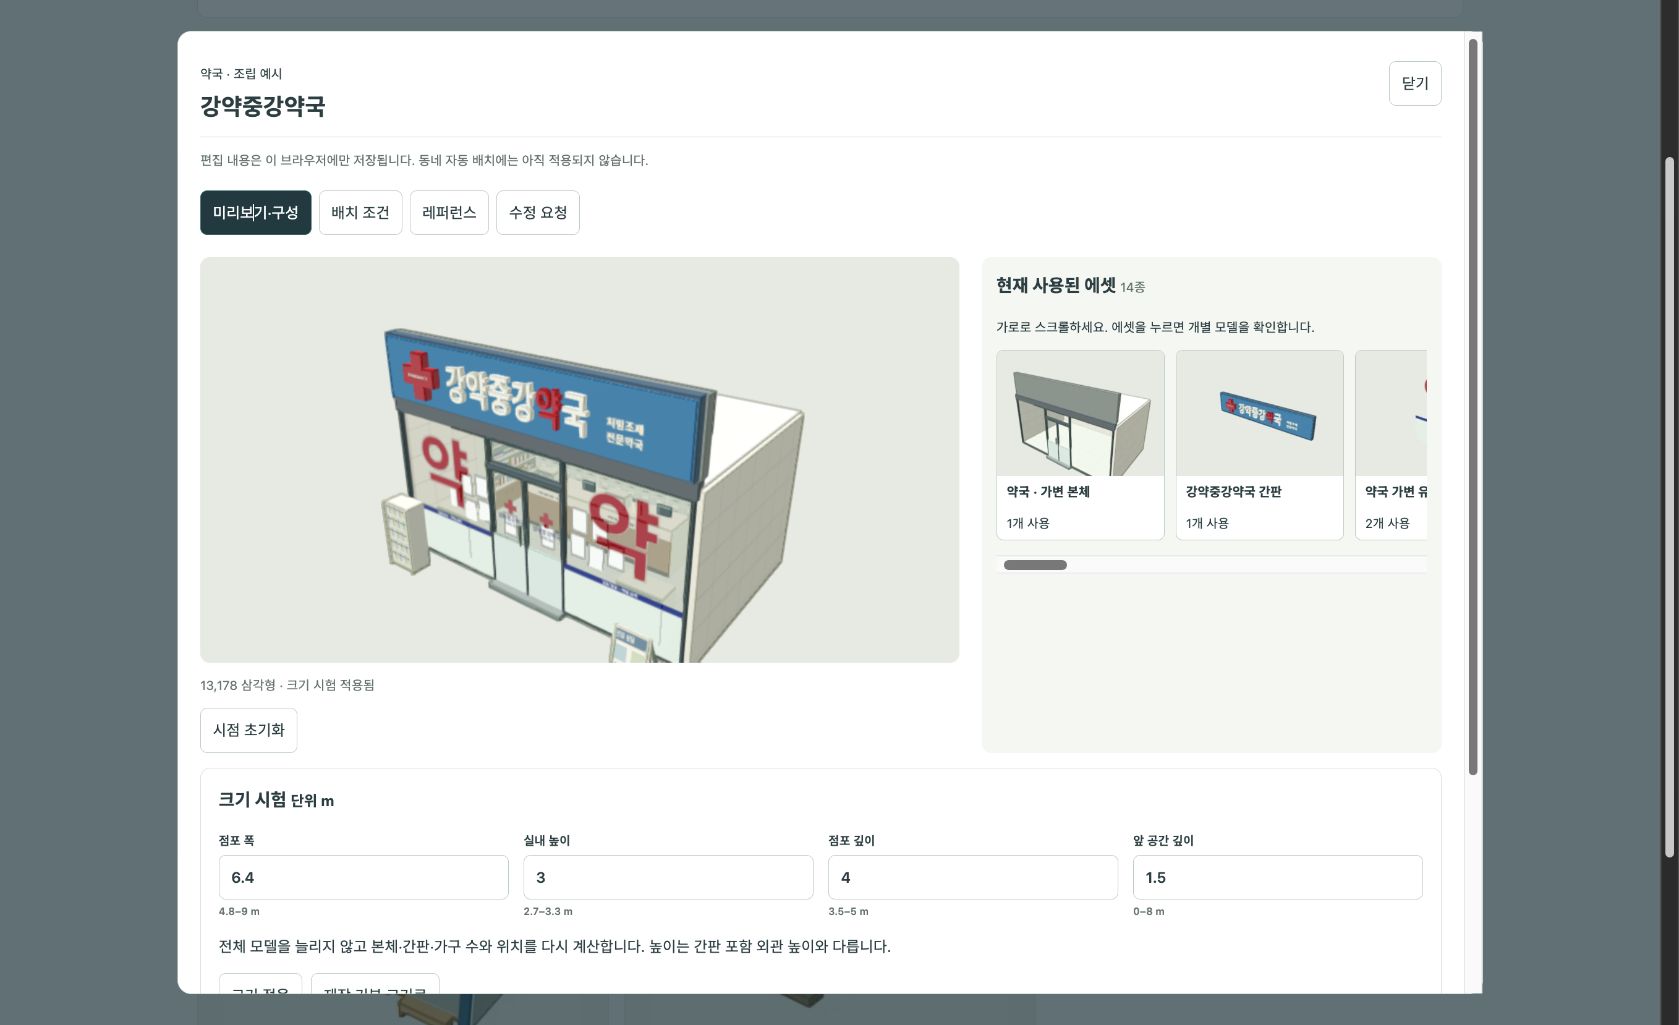 약국 · 조립 예시
강약중강약국
닫기
편집 내용은 이 브라우저에만 저장됩니다. 동네 자동 배치에는 아직 적용되지 않습니다.
미리보기·구성
배치 조건
레퍼런스
수정 요청
강약중강약국
처방조제
전문약국
약
약
현재 사용된 에셋 14종
가로로 스크롤하세요. 에셋을 누르면 개별 모델을 확인합니다.
강약중강약국
약국 · 가변 본체
1개 사용
강약중강약국 간판
1개 사용
약국 가변 유
2개 사용
13,178 삼각형 · 크기 시험 적용됨
시점 초기화
크기 시험 단위 m
점포 폭
실내 높이
점포 깊이
앞 공간 깊이
6.4
3
4
1.5
4.8–9 m
2.7–3.3 m
3.5–5 m
0–8 m
전체 모델을 늘리지 않고 본체·간판·가구 수와 위치를 다시 계산합니다. 높이는 간판 포함 외관 높이와 다릅니다.